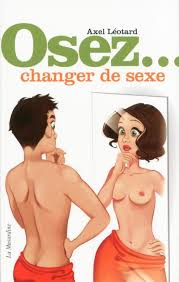 Axel Léotard
Osez...
changer de sexe
La Musardine